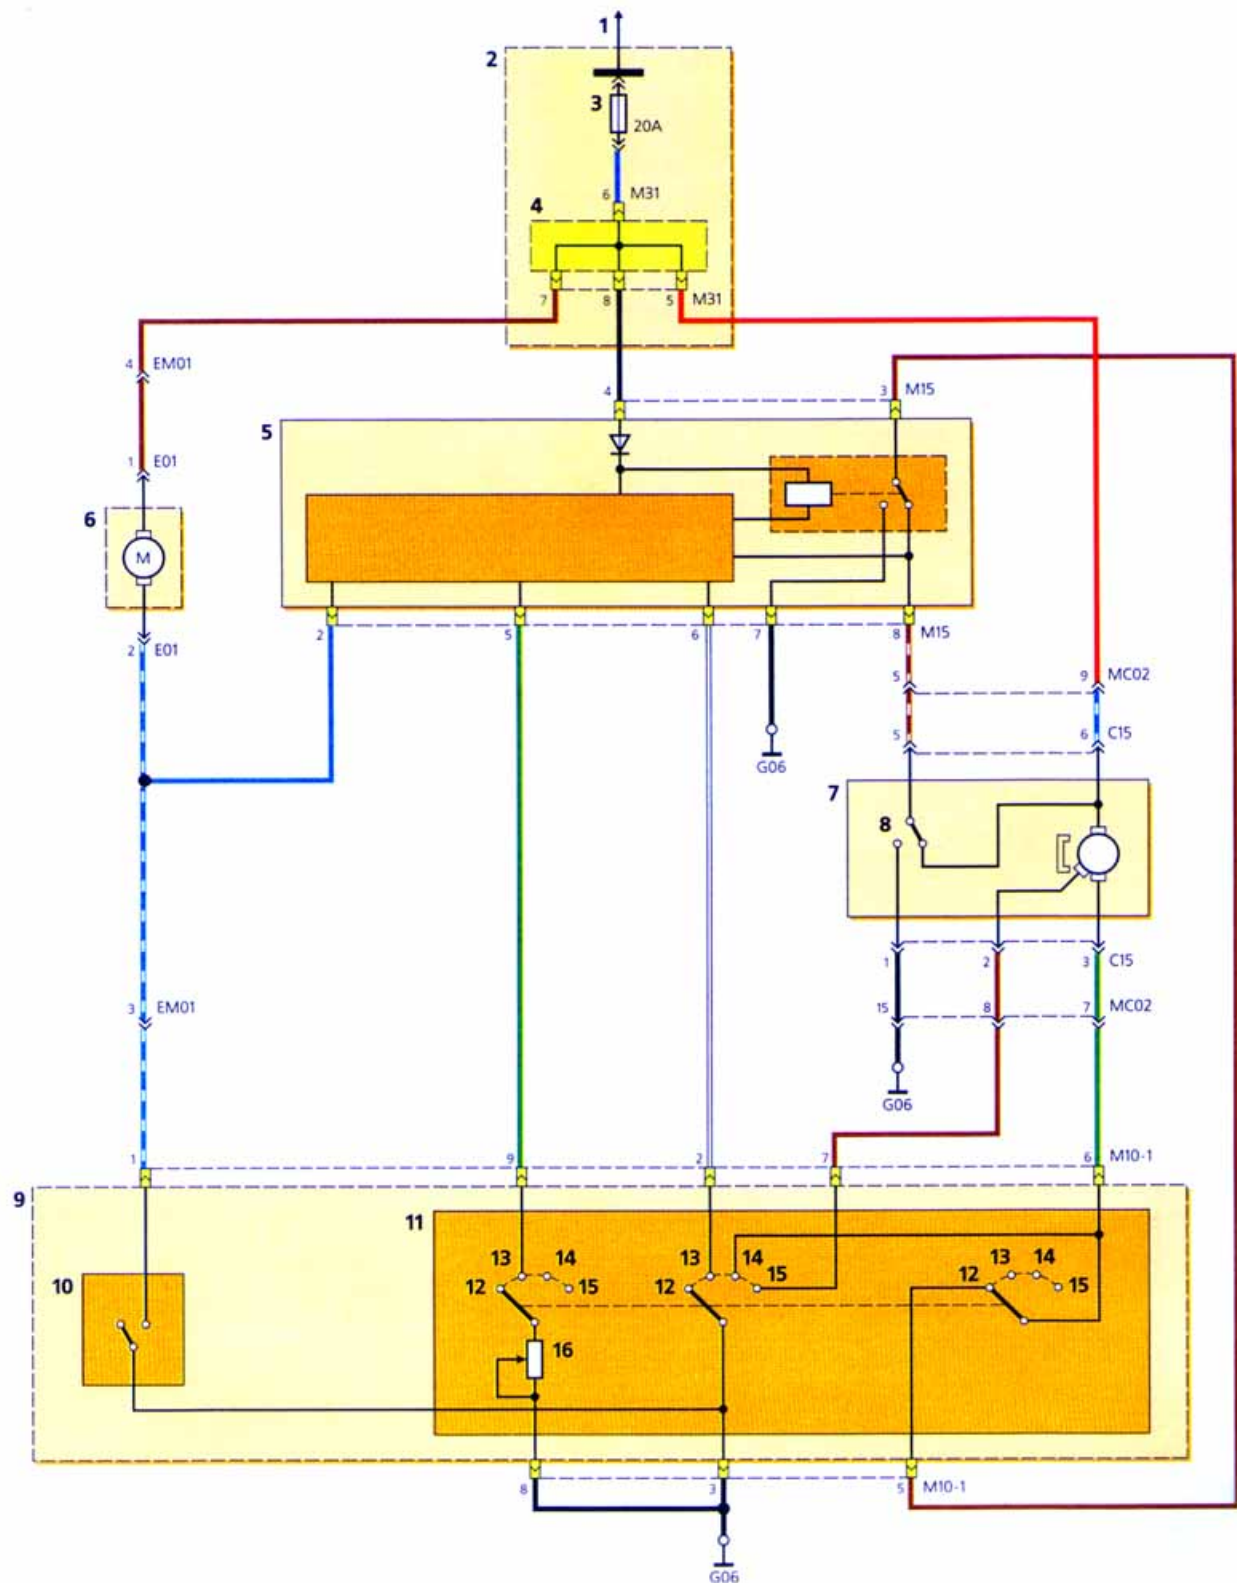 1
2
3
20A
6 M31
4
7 8 5 M31
4 EM01
4 3 M15
5
1 E01
6
M
2 E01
2 5 6 7 8 M15
G06
5 9 MC02
5 6 C15
7
8
1 2 3 C15
3 EM01
15 8 7 MC02
G06
1 9 2 7 6 M10-1
9
11
10
13 14
12 15
13 14
12 15
13 14
12 15
16
8 3 5 M10-1
G06